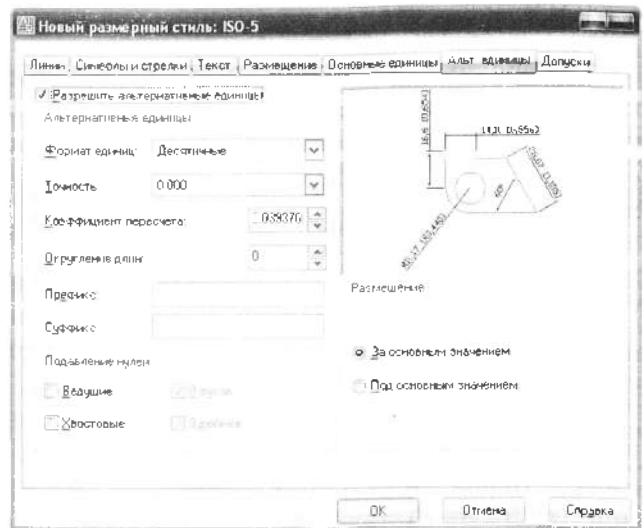 Новый размерный стиль: ISO-5
Линии Символы и стрелки Текст Размещение Основные единицы Альт. единицы Допуски
Разрешить альтернативные единицы
Альтернативные единицы
Формат единиц: Десятичные
Точность 0.000
Коэффициент пересчета:
Округление длин: 0
Префикс:
Суффикс:
Подавление нулей
Ведущие
Хвостовые
Размещение
За основным значением
Под основным значением
OK Отмена Справка